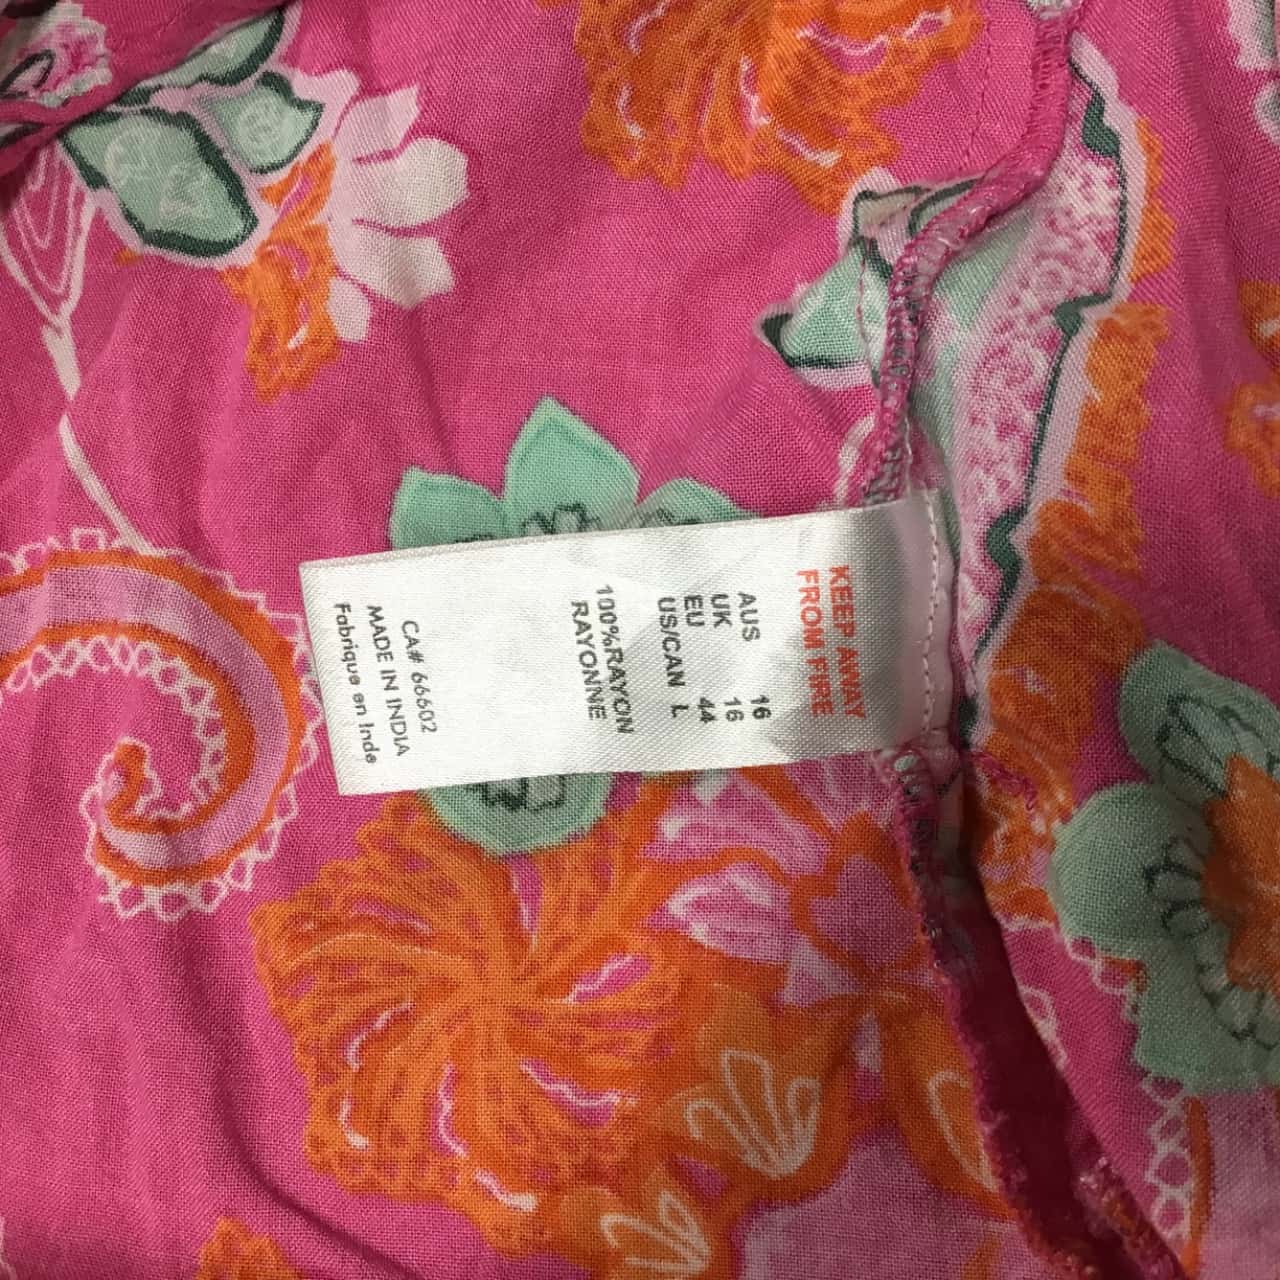 KEEP AWAY
FROM FIRE
AUS 16
UK 16
EU 44
US/CAN L
100%RAYON
RAYONNE
CA# 66602
MADE IN INDIA
Fabrique en Inde